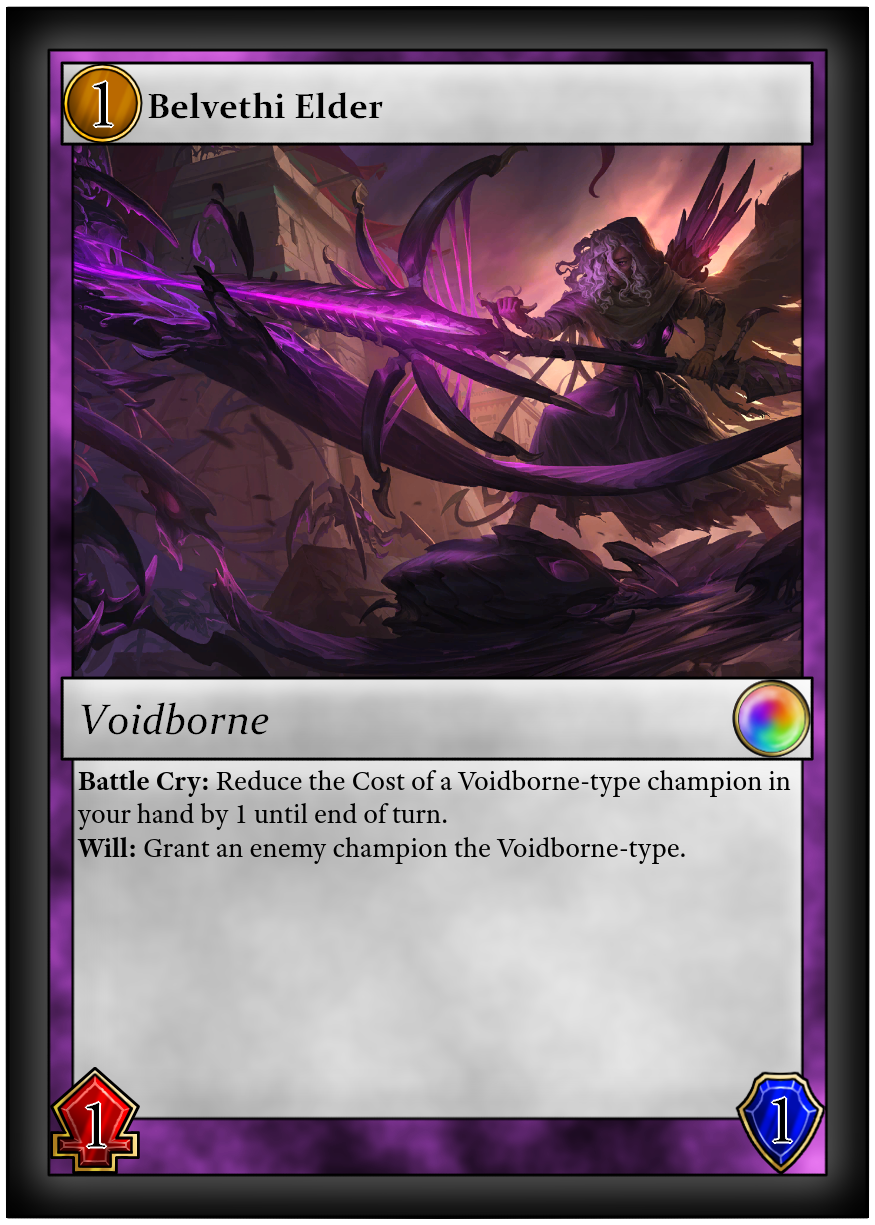 1
Belvethi Elder
Voidborne
Battle Cry: Reduce the Cost of a Voidborne-type champion in
your hand by 1 until end of turn.
Will: Grant an enemy champion the Voidborne-type.
1
1